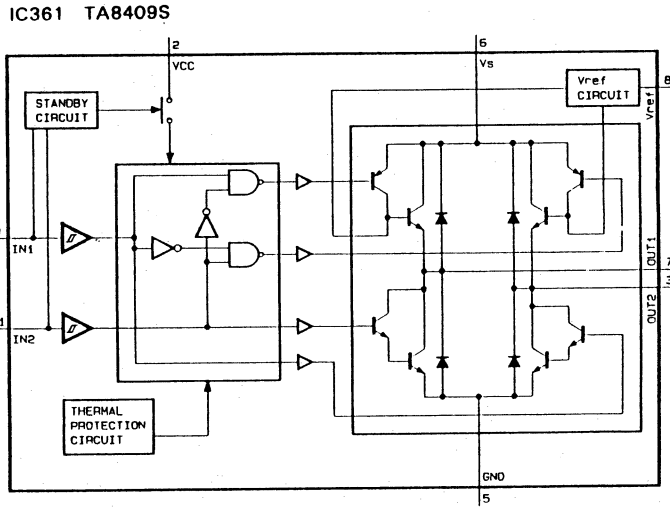 IC361 TA8409S
2
VCC
6
Vs
STANDBY
CIRCUIT
Vref
CIRCUIT
8
Vref
IN1
OUT1
7
OUT2
1
IN2
THERMAL
PROTECTION
CIRCUIT
GND
5